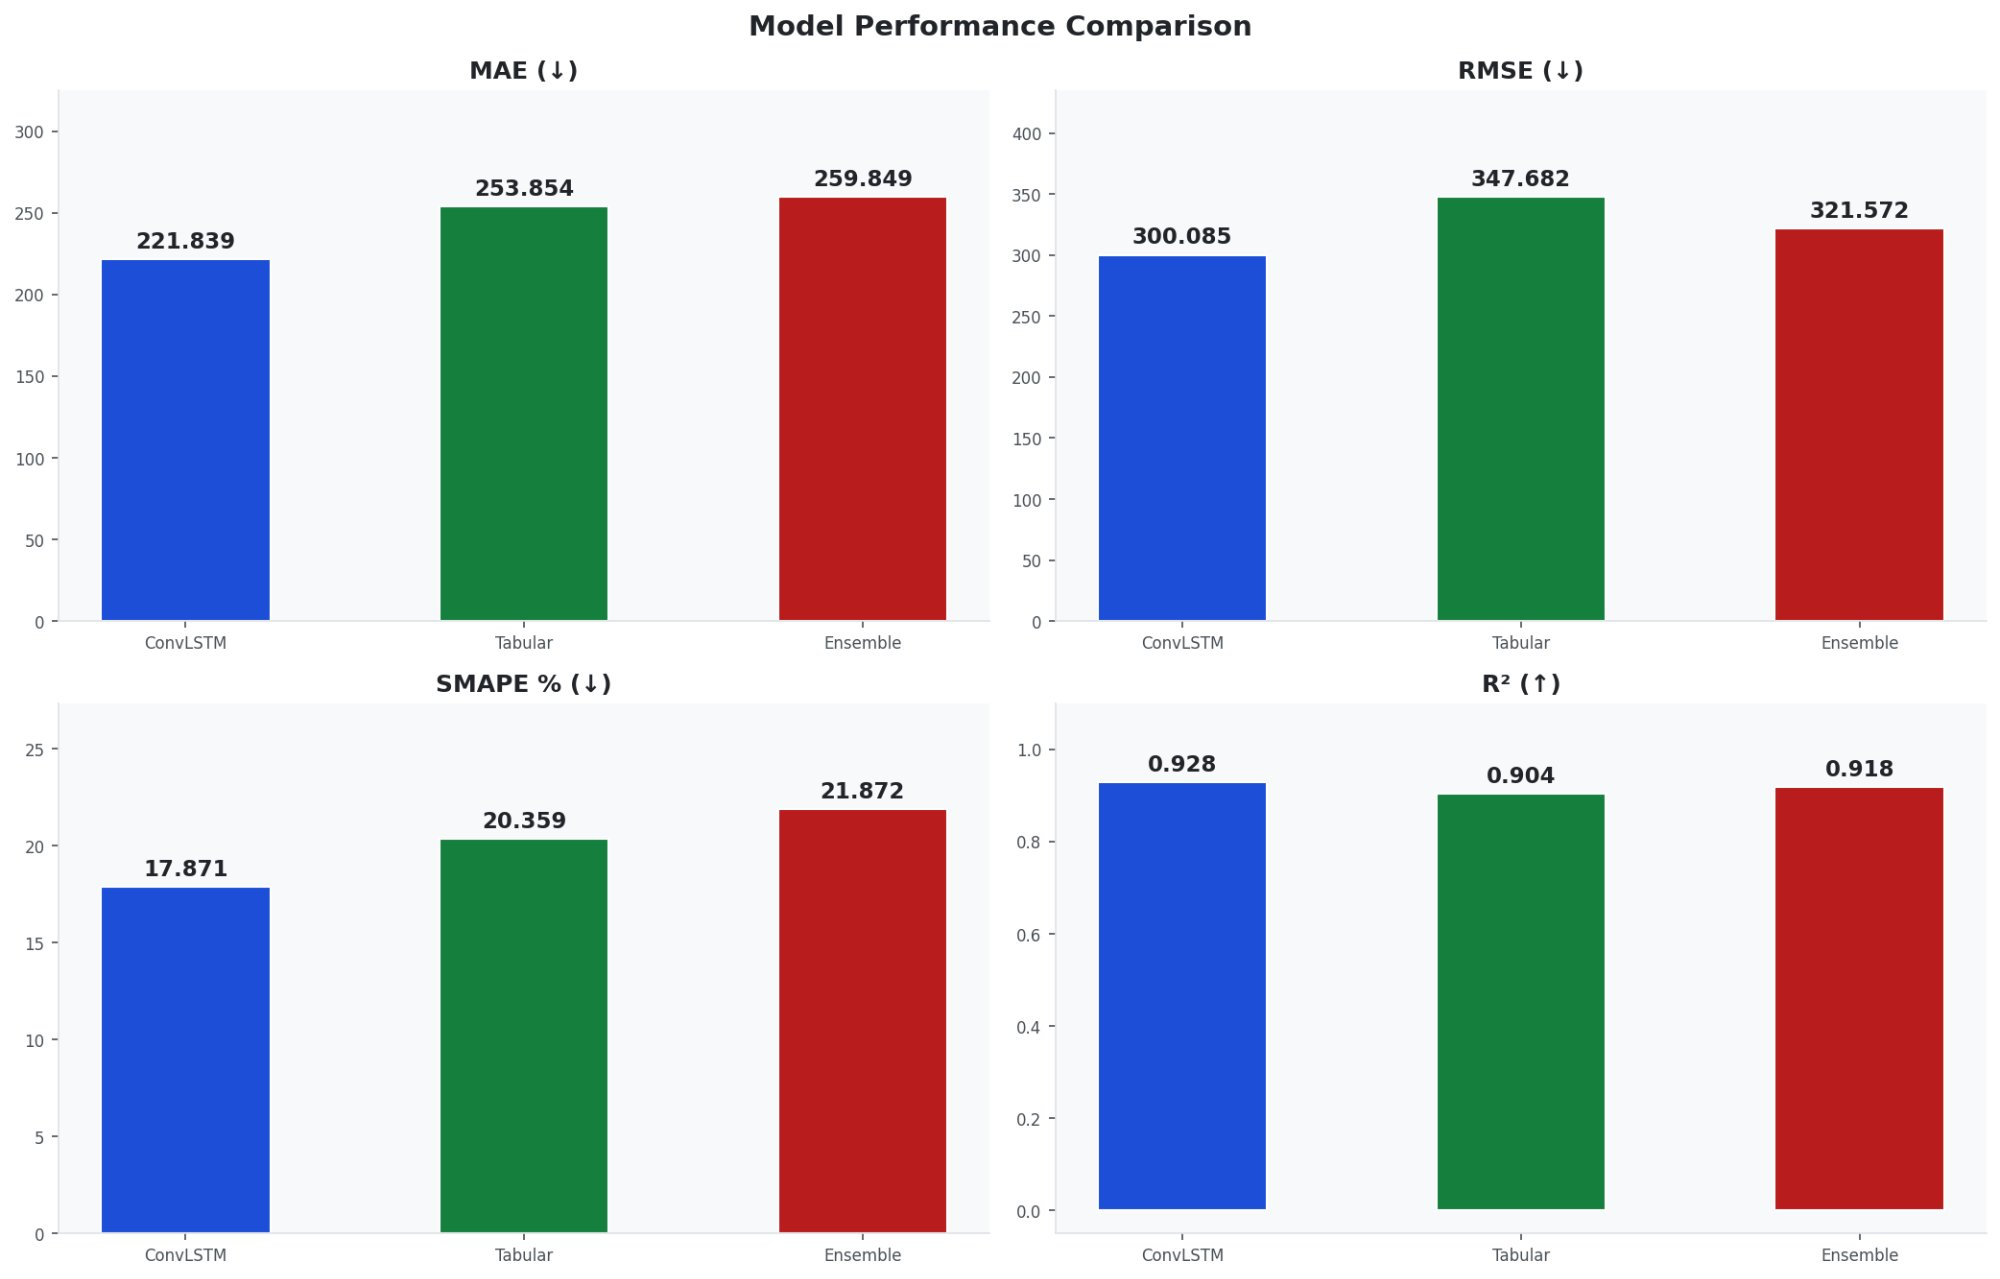 Model Performance Comparison
MAE (↓)
300
250
200
150
100
50
0
221.839
253.854
259.849
ConvLSTM
Tabular
Ensemble
RMSE (↓)
400
350
300
250
200
150
100
50
0
300.085
347.682
321.572
ConvLSTM
Tabular
Ensemble
SMAPE % (↓)
25
20
15
10
5
0
17.871
20.359
21.872
ConvLSTM
Tabular
Ensemble
R² (↑)
1.0
0.8
0.6
0.4
0.2
0.0
0.928
0.904
0.918
ConvLSTM
Tabular
Ensemble